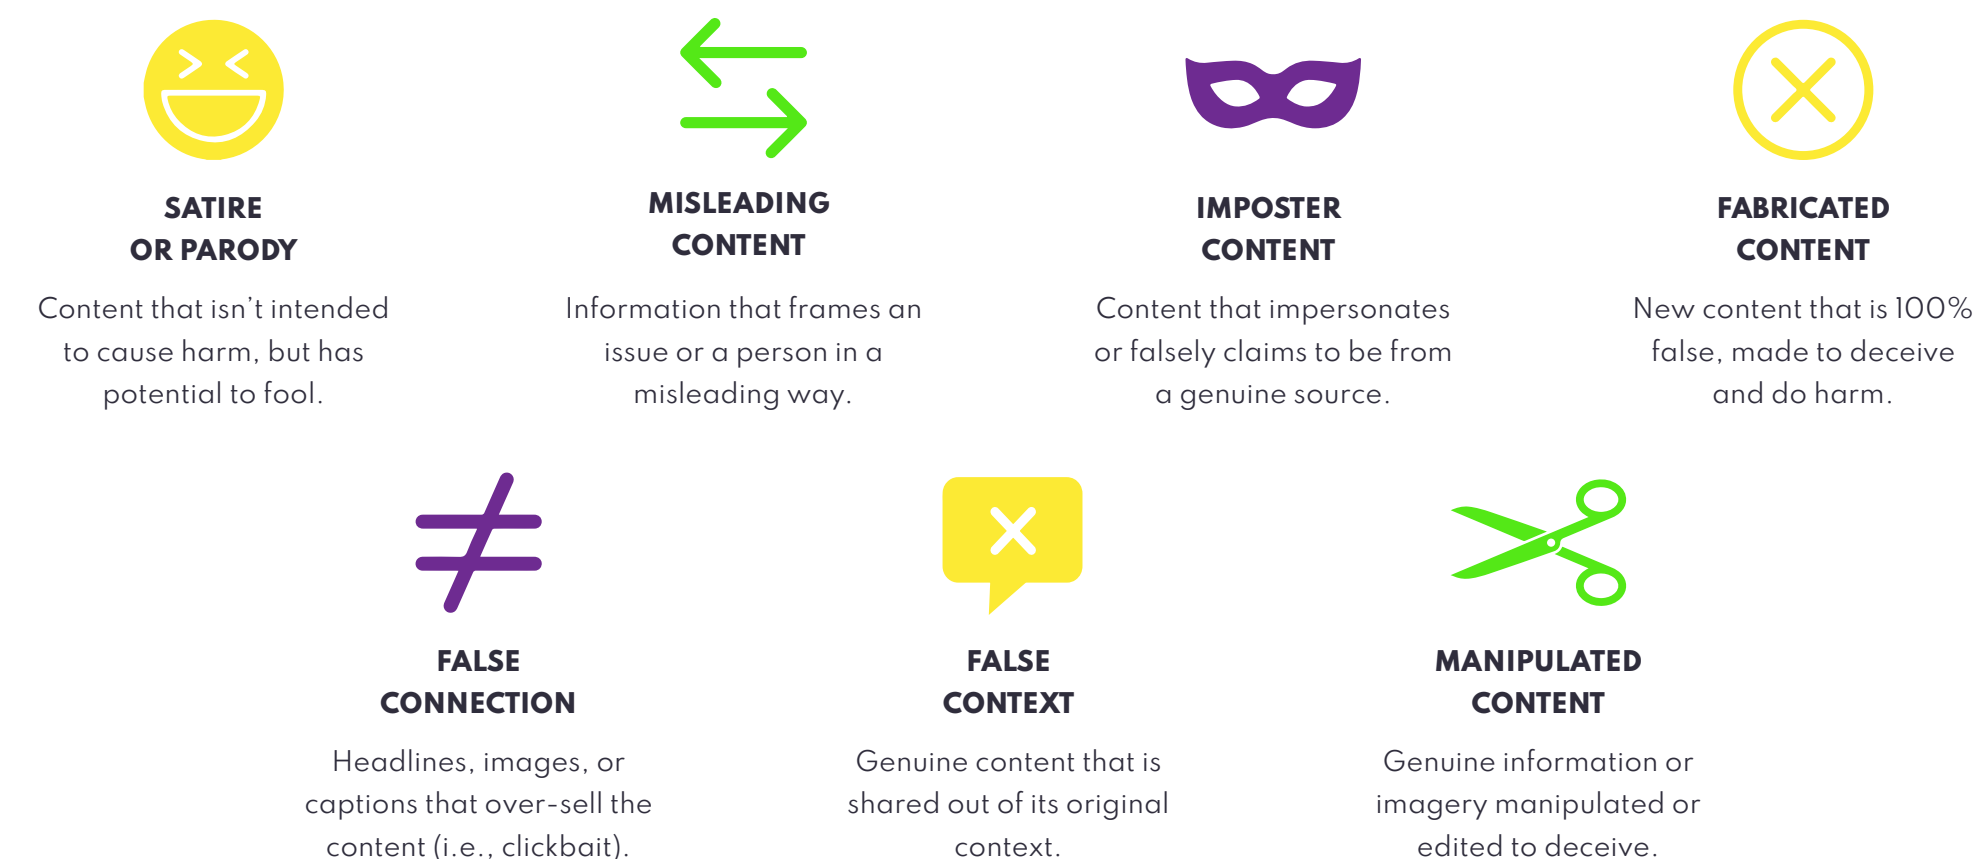 SATIRE
OR PARODY
Content that isn't intended
to cause harm, but has
potential to fool.
MISLEADING
CONTENT
Information that frames an
issue or a person in a
misleading way.
IMPOSTER
CONTENT
Content that impersonates
or falsely claims to be from
a genuine source.
FABRICATED
CONTENT
New content that is 100%
false, made to deceive
and do harm.
FALSE
CONNECTION
Headlines, images, or
captions that over-sell the
content (i.e., clickbait).
FALSE
CONTEXT
Genuine content that is
shared out of its original
context.
MANIPULATED
CONTENT
Genuine information or
imagery manipulated or
edited to deceive.